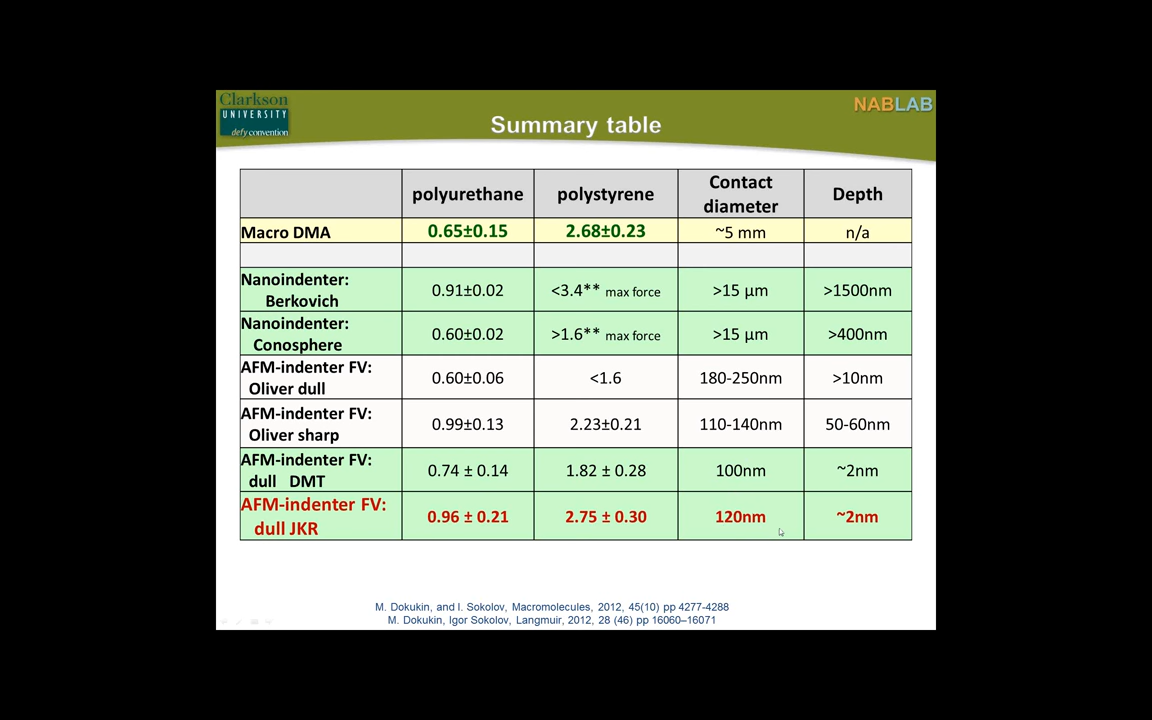 Clarkson
UNIVERSITY
defy convention
NABLAB
Summary table
polyurethane polystyrene Contact diameter Depth
Macro DMA 0.65±0.15 2.68±0.23 ~5 mm n/a
Nanoindenter:
Berkovich 0.91±0.02 <3.4** max force >15 µm >1500nm
Nanoindenter:
Conosphere 0.60±0.02 >1.6** max force >15 µm >400nm
AFM-indenter FV:
Oliver dull 0.60±0.06 <1.6 180-250nm >10nm
AFM-indenter FV:
Oliver sharp 0.99±0.13 2.23±0.21 110-140nm 50-60nm
AFM-indenter FV:
dull DMT 0.74 ± 0.14 1.82 ± 0.28 100nm ~2nm
AFM-indenter FV:
dull JKR 0.96 ± 0.21 2.75 ± 0.30 120nm ~2nm
M. Dokukin, and I. Sokolov, Macromolecules, 2012, 45(10) pp 4277-4288
M. Dokukin, Igor Sokolov, Langmuir, 2012, 28 (46) pp 16060–16071